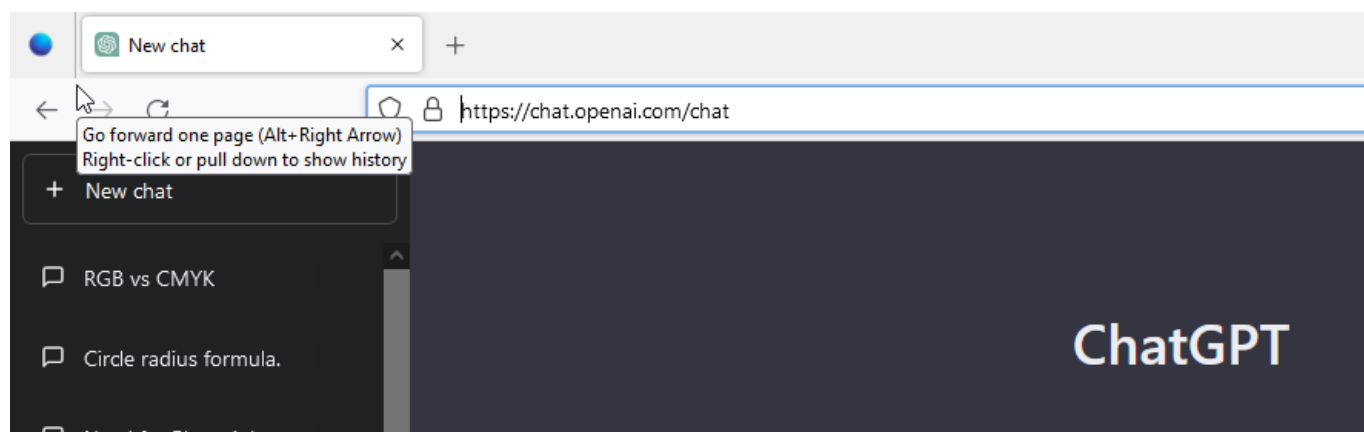 New chat
https://chat.openai.com/chat
Go forward one page (Alt+Right Arrow)
Right-click or pull down to show history
New chat
RGB vs CMYK
Circle radius formula.
ChatGPT